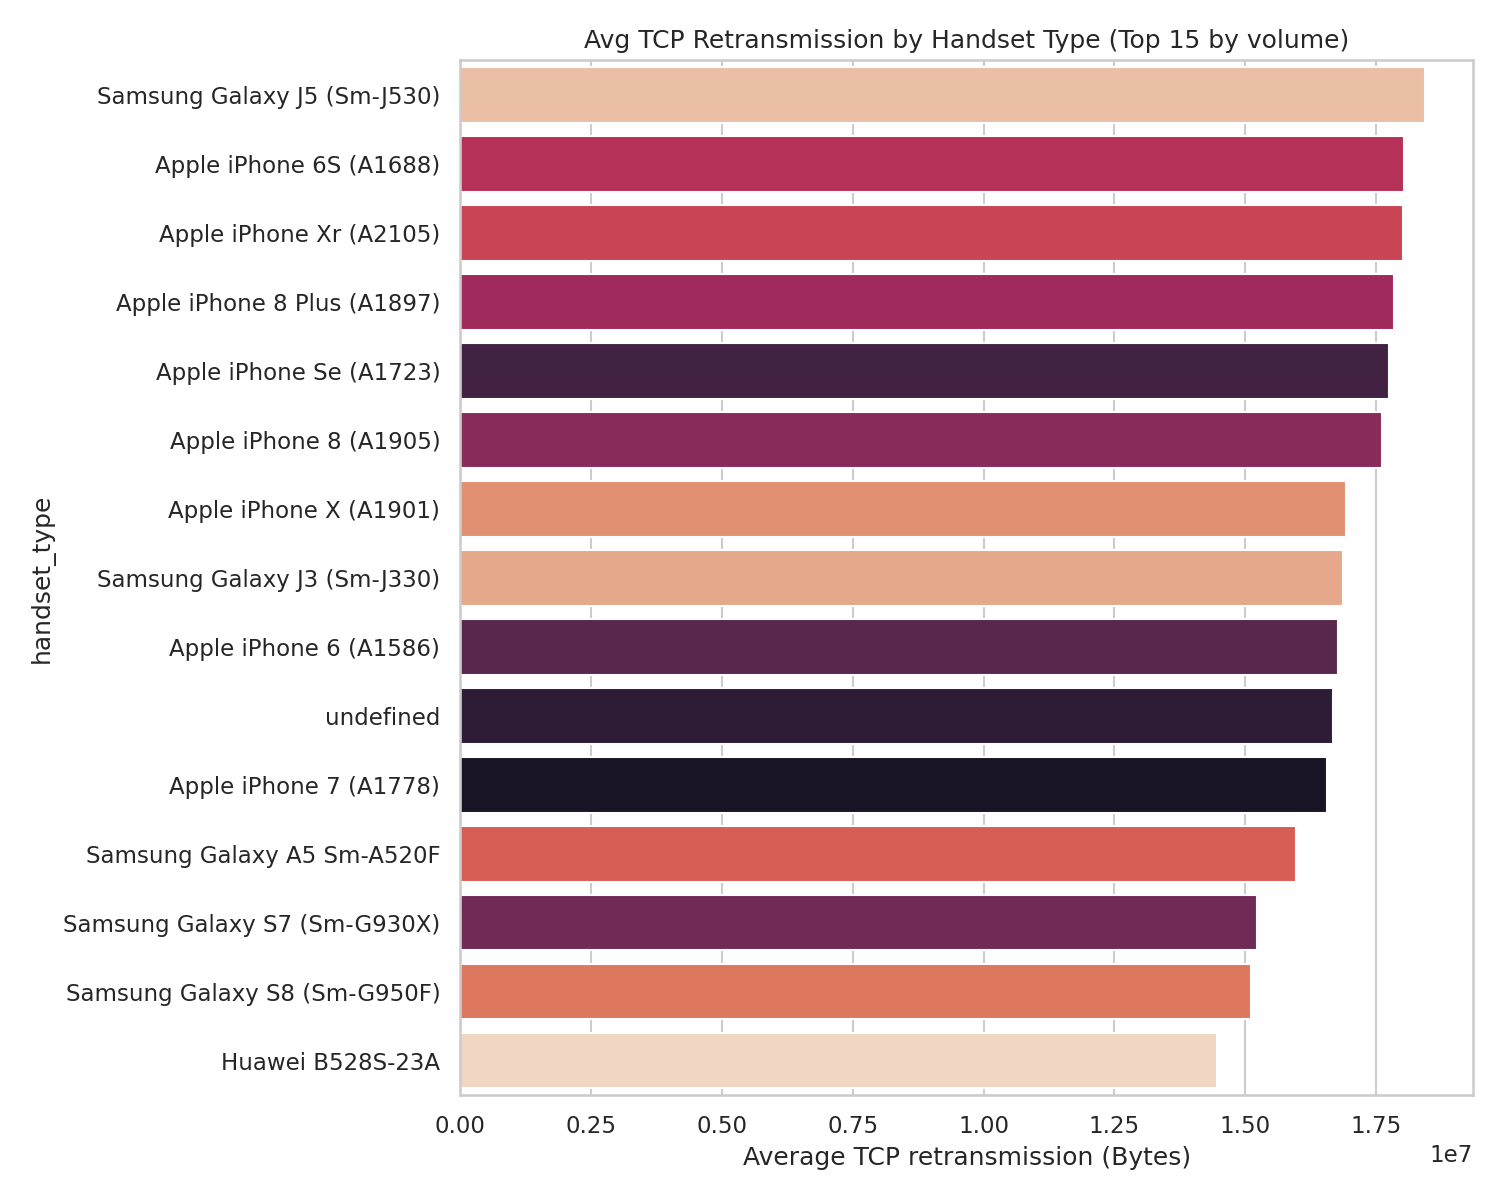 Avg TCP Retransmission by Handset Type (Top 15 by volume)
handset_type
Samsung Galaxy J5 (Sm-J530)
Apple iPhone 6S (A1688)
Apple iPhone Xr (A2105)
Apple iPhone 8 Plus (A1897)
Apple iPhone Se (A1723)
Apple iPhone 8 (A1905)
Apple iPhone X (A1901)
Samsung Galaxy J3 (Sm-J330)
Apple iPhone 6 (A1586)
undefined
Apple iPhone 7 (A1778)
Samsung Galaxy A5 Sm-A520F
Samsung Galaxy S7 (Sm-G930X)
Samsung Galaxy S8 (Sm-G950F)
Huawei B528S-23A
0.00 0.25 0.50 0.75 1.00 1.25 1.50 1.75
1e7
Average TCP retransmission (Bytes)